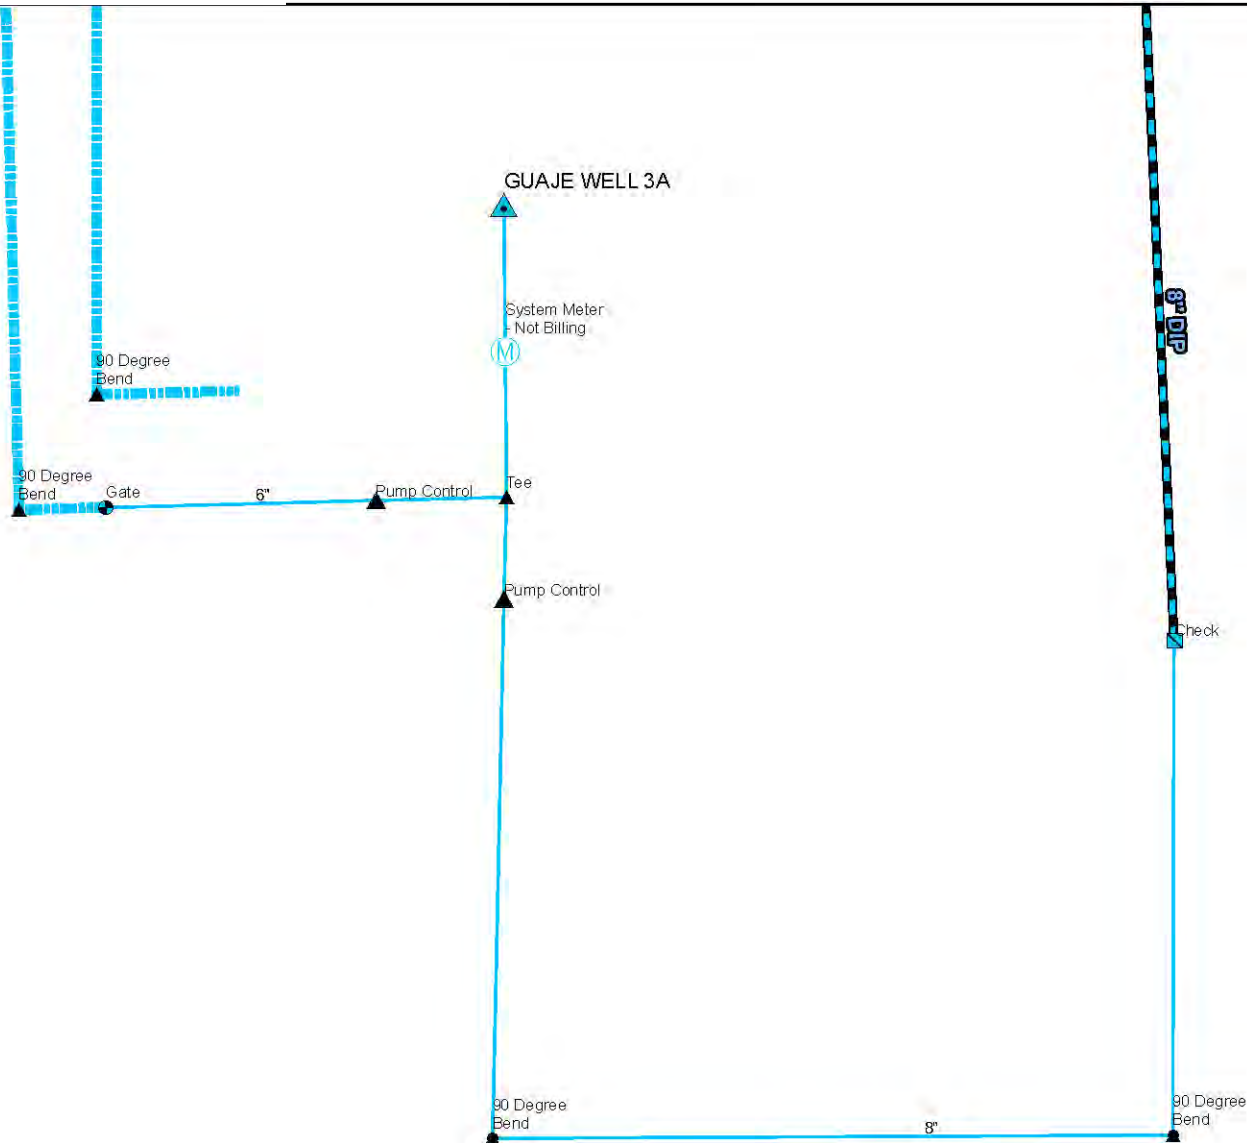 GUAJE WELL 3A
System Meter
- Not Billing
M
8" DIP
90 Degree
Bend
90 Degree
Bend
Gate
6"
Pump Control
Tee
Pump Control
Check
90 Degree
Bend
8"
90 Degree
Bend